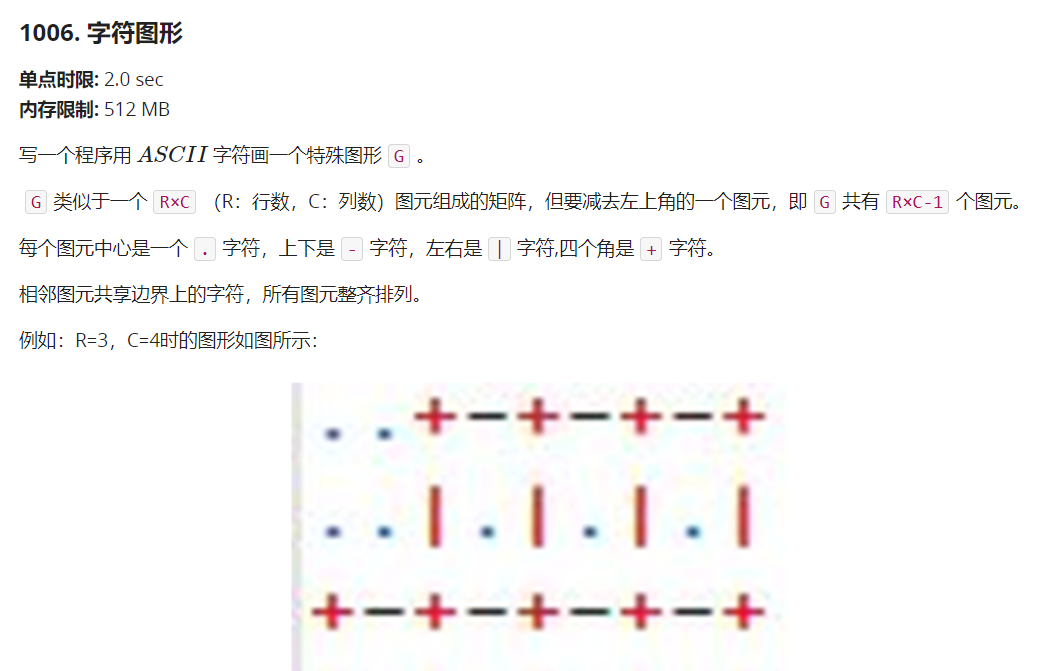 1006. 字符图形
单点时限: 2.0 sec
内存限制: 512 MB
写一个程序用 ASCII 字符画一个特殊图形 G 。
G 类似于一个 R×C （R：行数，C：列数）图元组成的矩阵，但要减去左上角的一个图元，即 G 共有 R×C-1 个图元。
每个图元中心是一个 . 字符，上下是 - 字符，左右是 | 字符,四个角是 + 字符。
相邻图元共享边界上的字符，所有图元整齐排列。
例如：R=3，C=4时的图形如图所示：
..+-+-+-+
..|.|.|.|
+-+-+-+-+